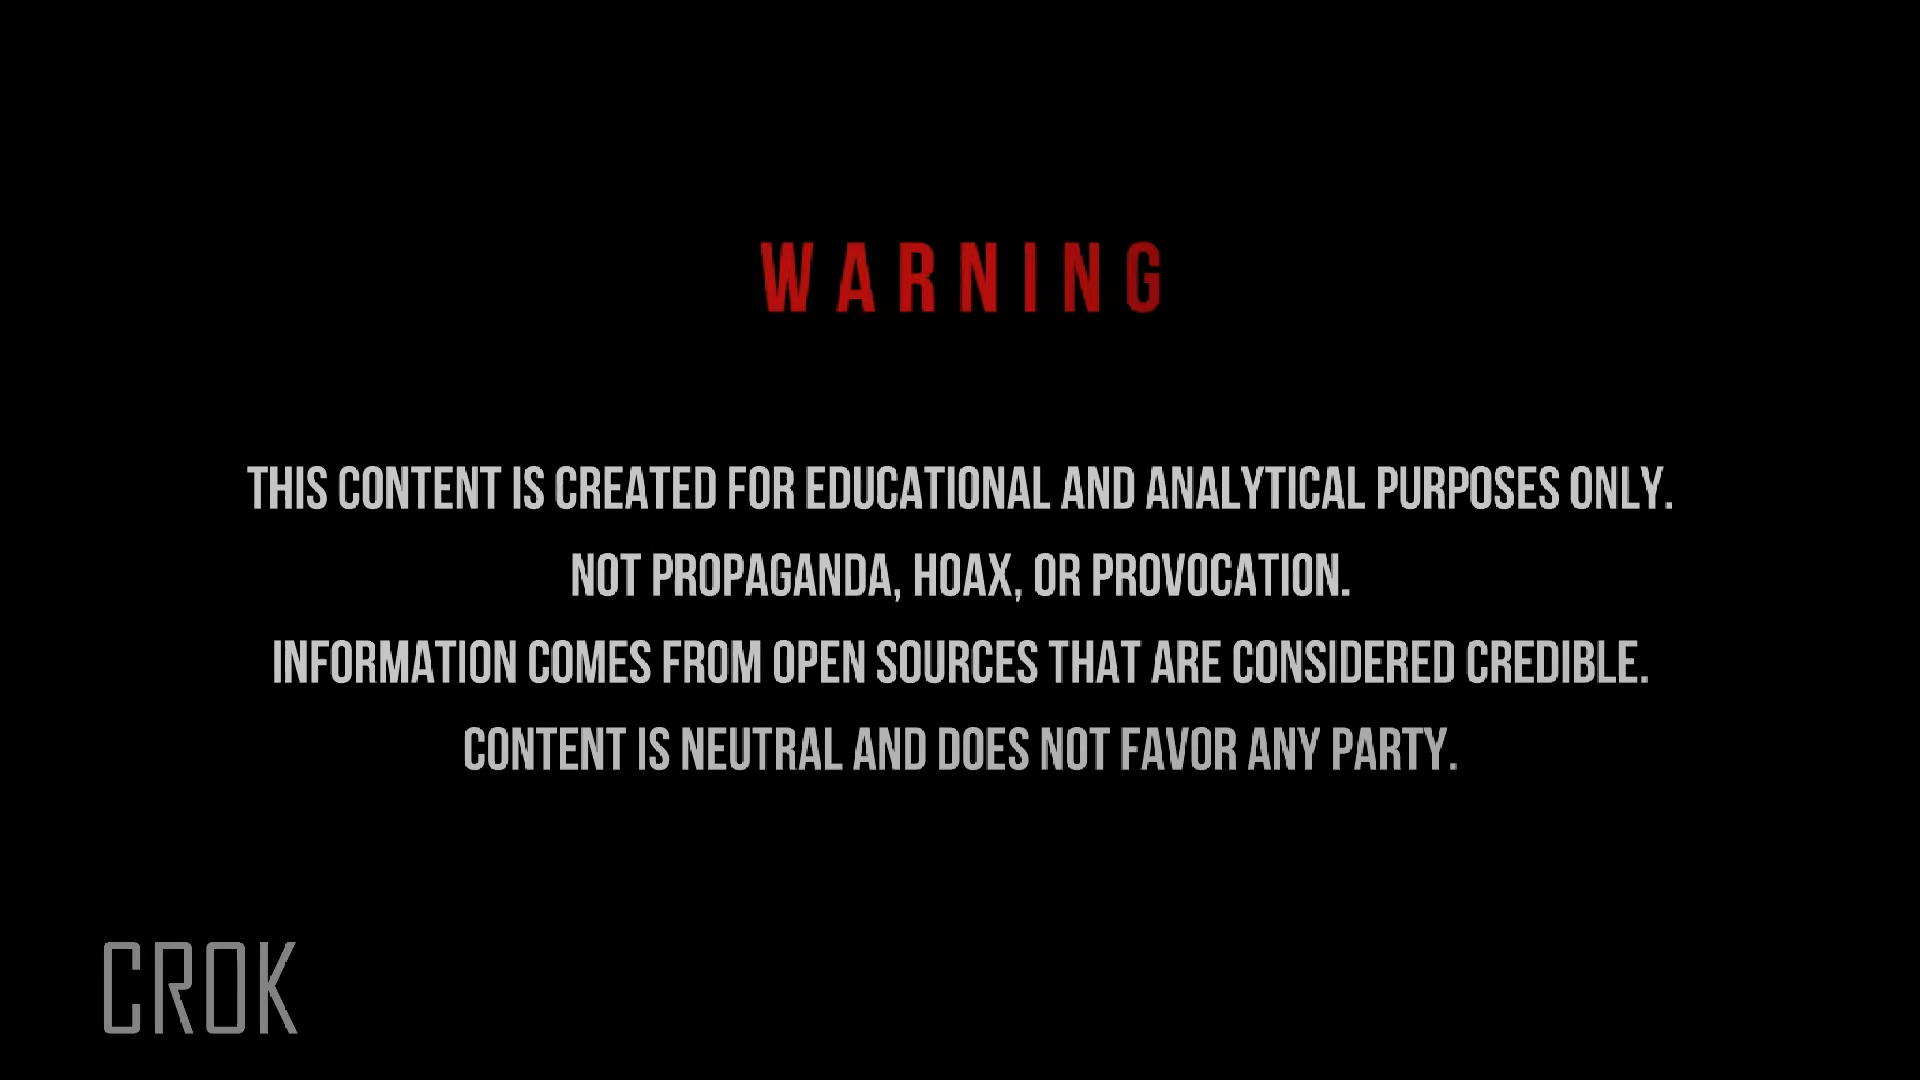 WARNING
THIS CONTENT IS CREATED FOR EDUCATIONAL AND ANALYTICAL PURPOSES ONLY.
NOT PROPAGANDA, HOAX, OR PROVOCATION.
INFORMATION COMES FROM OPEN SOURCES THAT ARE CONSIDERED CREDIBLE.
CONTENT IS NEUTRAL AND DOES NOT FAVOR ANY PARTY.
CROK